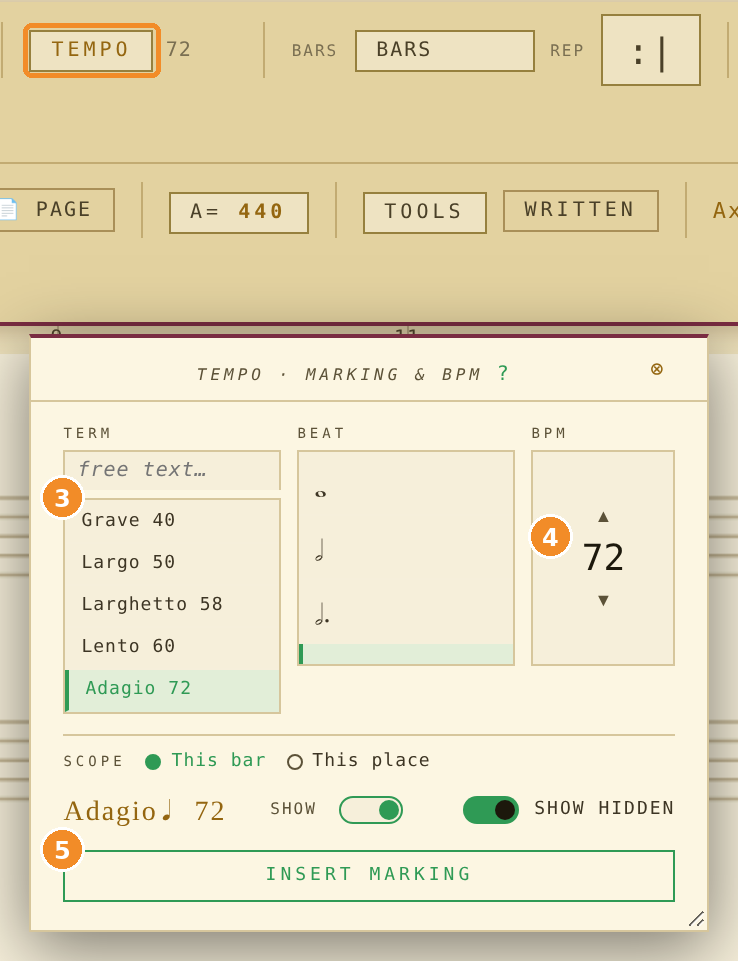 TEMPO 72 BARS BARS REP :|
PAGE A= 440 TOOLS WRITTEN Ax
TEMPO · MARKING & BPM ? ⊗
TERM BEAT BPM
free text…
3
Grave 40
Largo 50
Larghetto 58
Lento 60
Adagio 72
4
▲
72
▼
SCOPE This bar This place
Adagio♩ 72 SHOW SHOW HIDDEN
5
INSERT MARKING